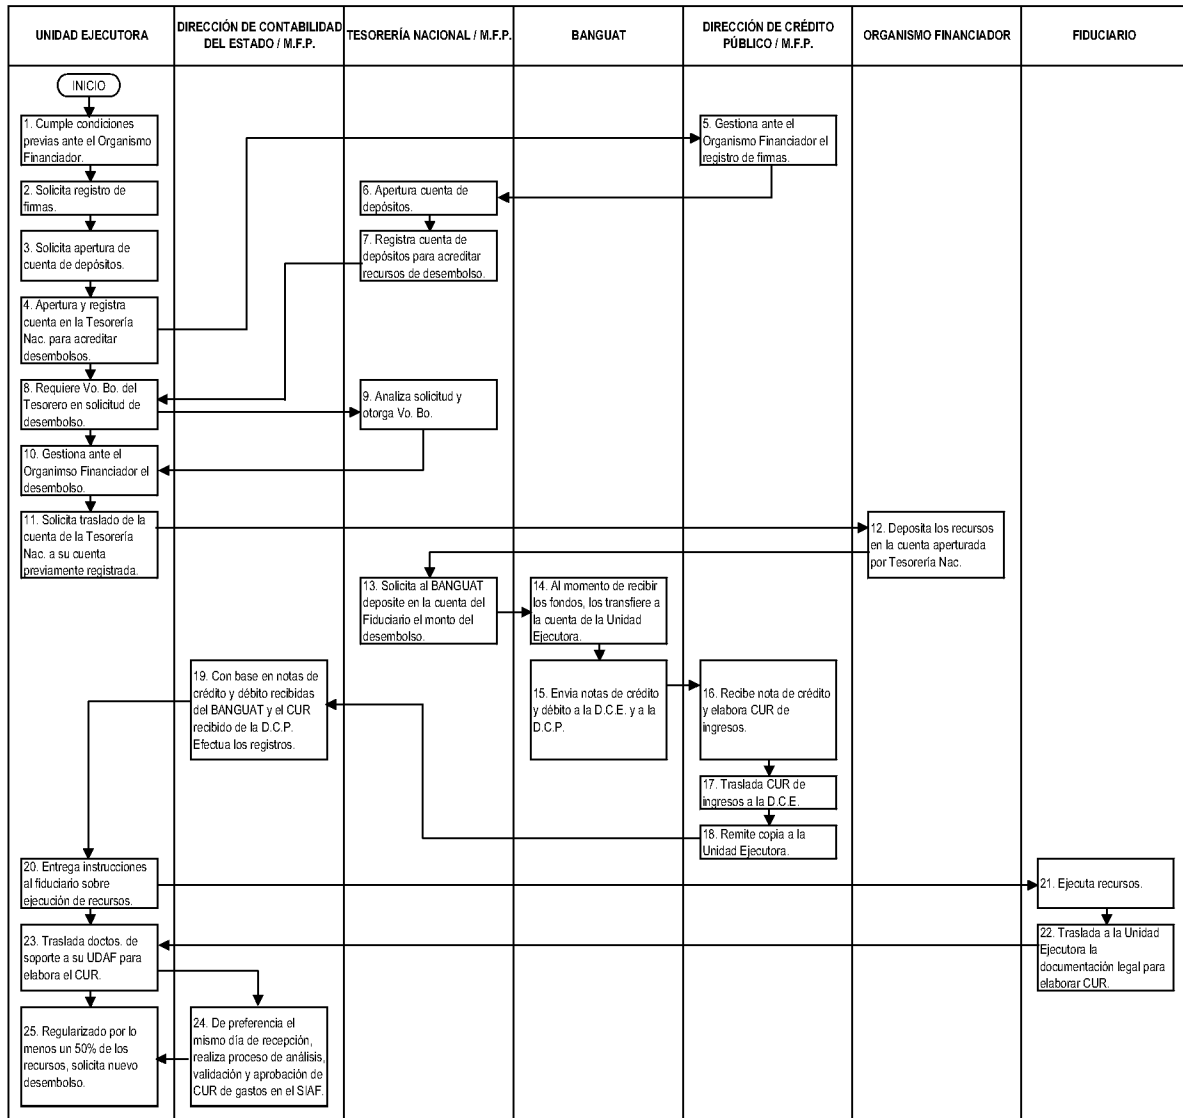 UNIDAD EJECUTORA
DIRECCIÓN DE CONTABILIDAD
DEL ESTADO / M.F.P.
TESORERÍA NACIONAL / M.F.P.
BANGUAT
DIRECCIÓN DE CRÉDITO
PÚBLICO / M.F.P.
ORGANISMO FINANCIADOR
FIDUCIARIO
INICIO
1. Cumple condiciones
previas ante el Organismo
Financiador.
2. Solicita registro de
firmas.
3. Solicita apertura de
cuenta de depósitos.
4. Apertura y registra
cuenta en la Tesorería
Nac. para acreditar
desembolsos.
5. Gestiona ante el
Organismo Financiador el
registro de firmas.
6. Apertura cuenta de
depósitos.
7. Registra cuenta de
depósitos para acreditar
recursos de desembolso.
8. Requiere Vo. Bo. del
Tesorero en solicitud de
desembolso.
9. Analiza solicitud y
otorga Vo. Bo.
10. Gestiona ante el
Organimso Financiador el
desembolso.
11. Solicita traslado de la
cuenta de la Tesorería
Nac. a su cuenta
previamente registrada.
12. Deposita los recursos
en la cuenta aperturada
por Tesorería Nac.
13. Solicita al BANGUAT
deposite en la cuenta del
Fiduciario el monto del
desembolso.
14. Al momento de recibir
los fondos, los transfiere a
la cuenta de la Unidad
Ejecutora.
15. Envia notas de crédito
y débito a la D.C.E. y a la
D.C.P.
16. Recibe nota de crédito
y elabora CUR de
ingresos.
17. Traslada CUR de
ingresos a la D.C.E.
18. Remite copia a la
Unidad Ejecutora.
19. Con base en notas de
crédito y débito recibidas
del BANGUAT y el CUR
recibido de la D.C.P.
Efectua los registros.
20. Entrega instrucciones
al fiduciario sobre
ejecución de recursos.
21. Ejecuta recursos.
22. Traslada a la Unidad
Ejecutora la
documentación legal para
elaborar CUR.
23. Traslada doctos. de
soporte a su UDAF para
elabora el CUR.
24. De preferencia el
mismo día de recepción,
realiza proceso de análisis,
validación y aprobación de
CUR de gastos en el SIAF.
25. Regularizado por lo
menos un 50% de los
recursos, solicita nuevo
desembolso.